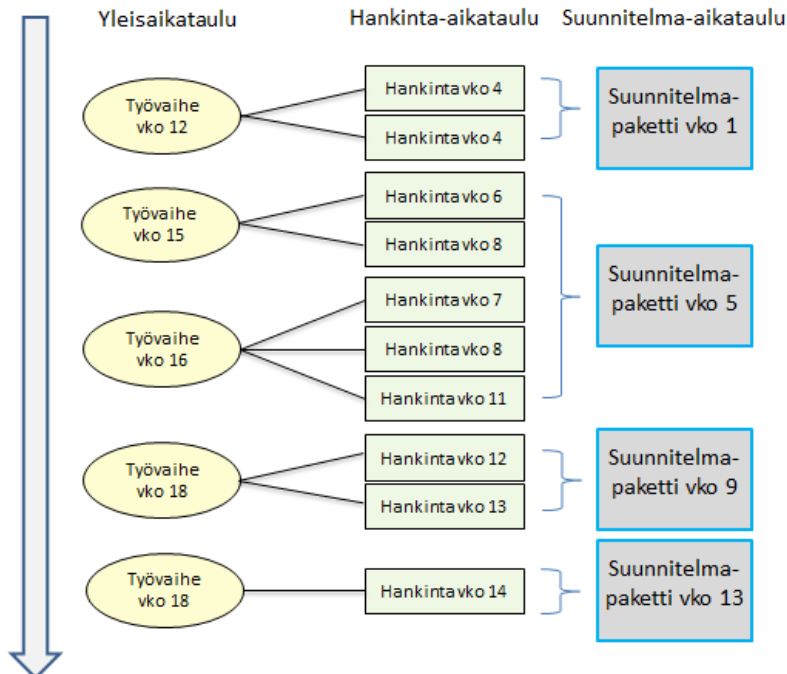 Yleisaikataulu
Hankinta-aikataulu
Suunnitelma-aikataulu
Työvaihe
vko 12
Hankinta vko 4
Hankinta vko 4
Suunnitelma-
paketti vko 1
Työvaihe
vko 15
Hankinta vko 6
Hankinta vko 8
Työvaihe
vko 16
Hankinta vko 7
Hankinta vko 8
Hankinta vko 11
Suunnitelma-
paketti vko 5
Työvaihe
vko 18
Hankinta vko 12
Hankinta vko 13
Suunnitelma-
paketti vko 9
Työvaihe
vko 18
Hankinta vko 14
Suunnitelma-
paketti vko 13